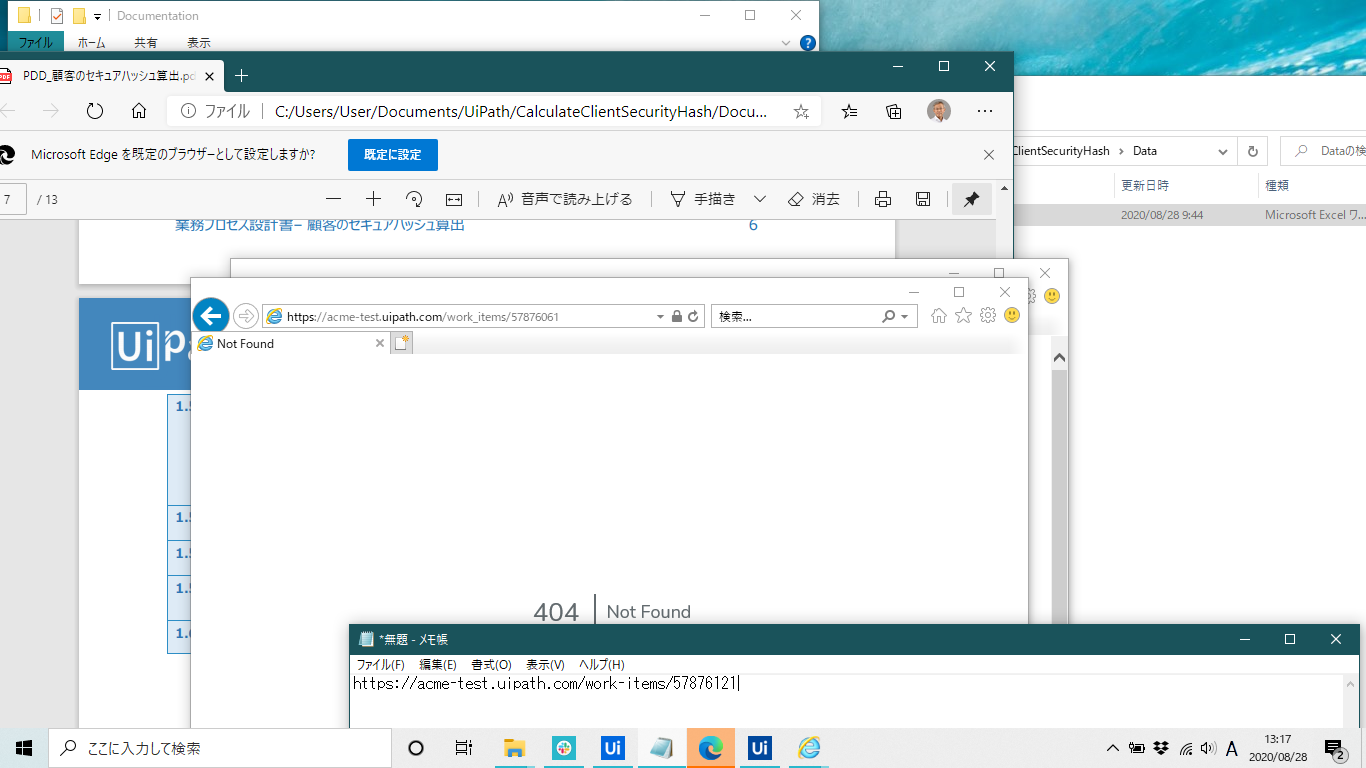 Documentation
ファイル ホーム 共有 表示
PDD_顧客のセキュアハッシュ算出.pd
ファイル C:/Users/User/Documents/UiPath/CalculateClientSecurityHash/Docu...
Microsoft Edge を既定のブラウザーとして設定しますか? 既定に設定
ClientSecurityHash > Data Dataの検
更新日時 種類
7 / 13 音声で読み上げる 手描き 消去
2020/08/28 9:44 Microsoft Excel ワ...
業務プロセス設計書– 顧客のセキュアハッシュ算出 6
https://acme-test.uipath.com/work_items/57876061 検索...
Not Found
Ui
1.
1.
1.
1.
404 Not Found
*無題 - メモ帳
ファイル(F) 編集(E) 書式(O) 表示(V) ヘルプ(H)
https://acme-test.uipath.com/work-items/57876121
ここに入力して検索
Ui Ui
A 13:17
2020/08/28
2